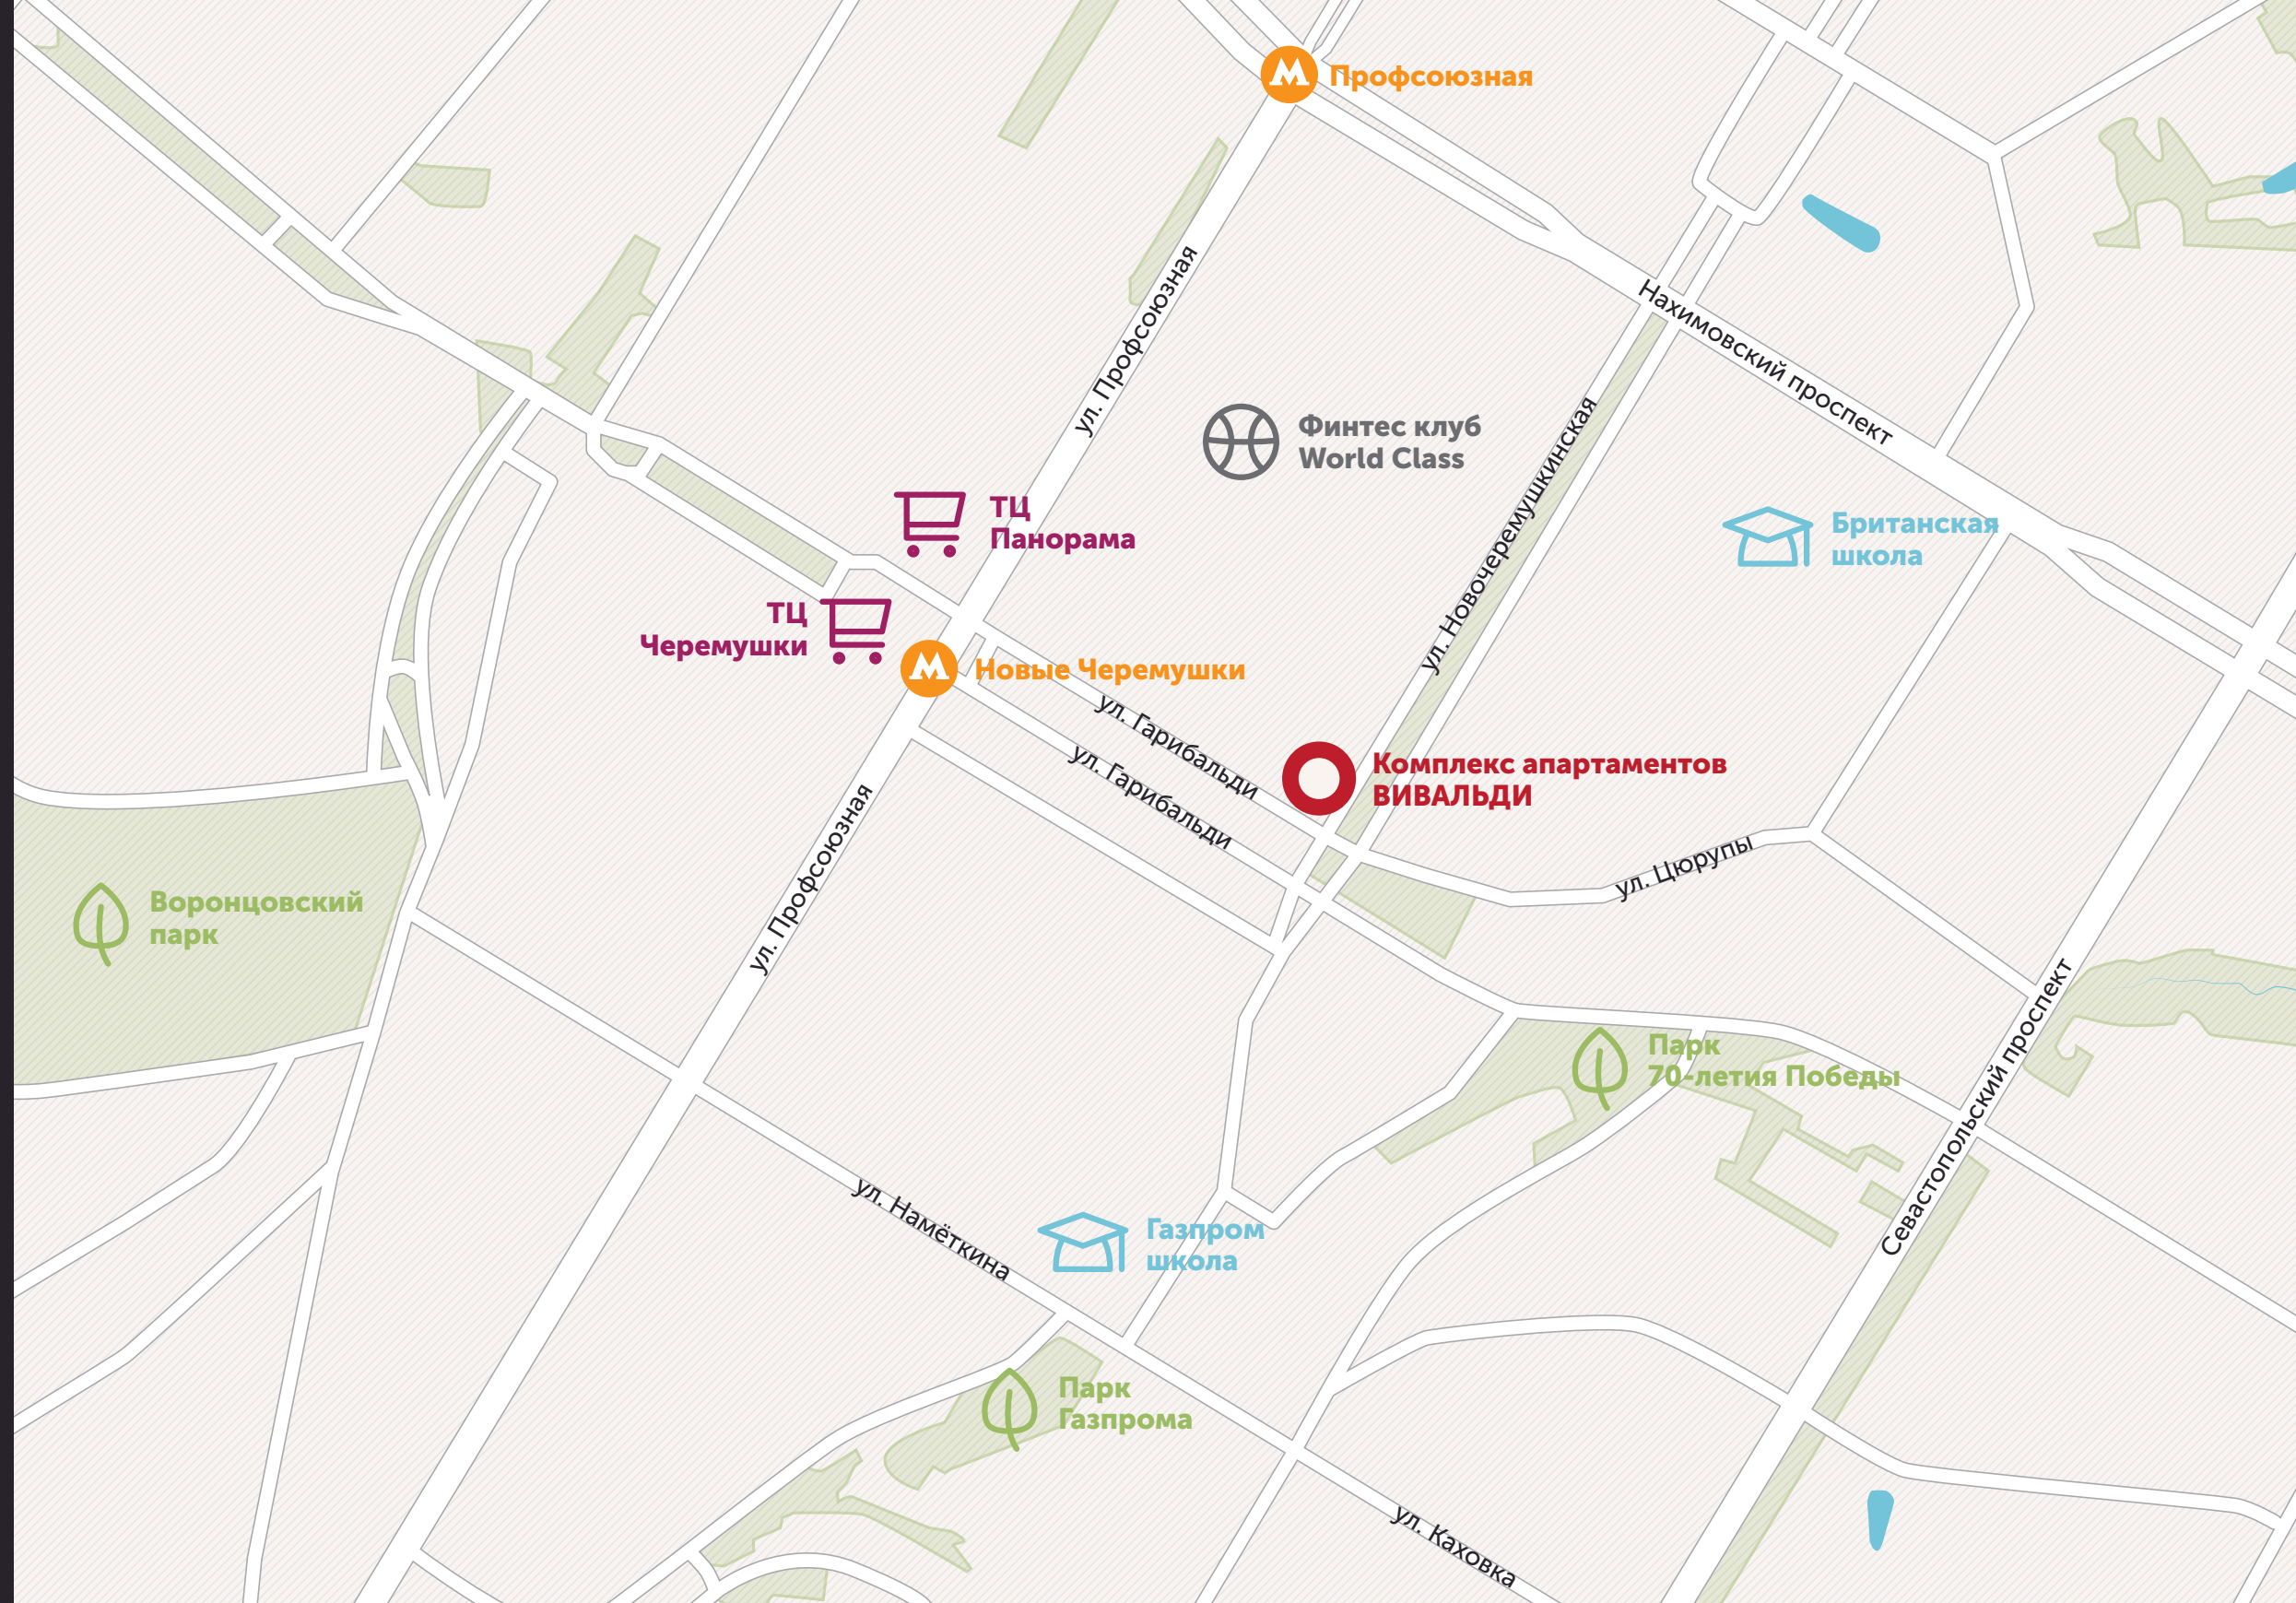 Профсоюзная
ул. Профсоюзная
Нахимовский проспект
Финтес клуб
World Class
ул. Новочеремушкинская
ТЦ
Панорама
Британская
школа
ТЦ
Черемушки
Новые Черемушки
ул. Гарибальди
ул. Гарибальди
Комплекс апартаментов
ВИВАЛЬДИ
ул. Цюрупы
ул. Профсоюзная
Воронцовский
парк
Севастопольский проспект
Парк
70-летия Победы
ул. Намёткина
Газпром
школа
Парк
Газпрома
ул. Каховка